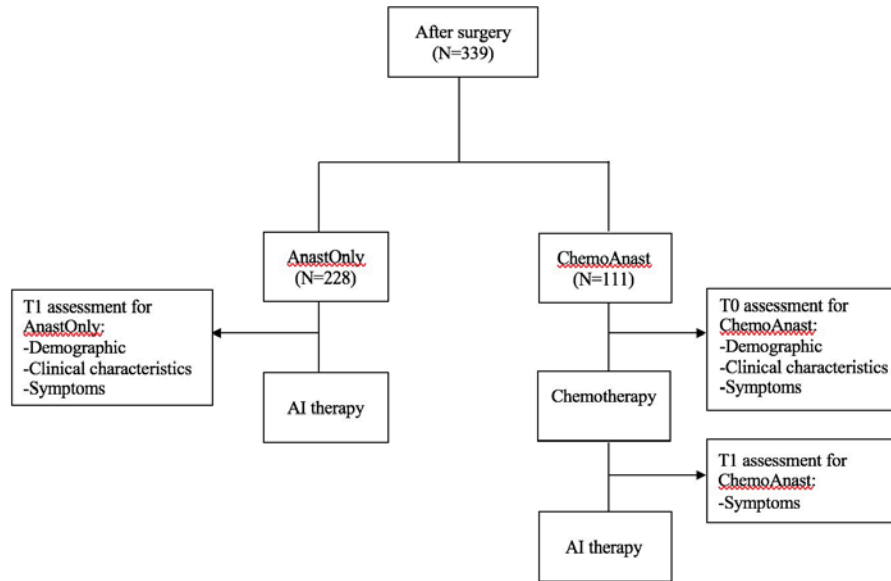 After surgery
(N=339)
AnastOnly
(N=228)
ChemoAnast
(N=111)
T1 assessment for
AnastOnly:
-Demographic
-Clinical characteristics
-Symptoms
T0 assessment for
ChemoAnast:
-Demographic
-Clinical characteristics
-Symptoms
AI therapy
Chemotherapy
T1 assessment for
ChemoAnast:
-Symptoms
AI therapy